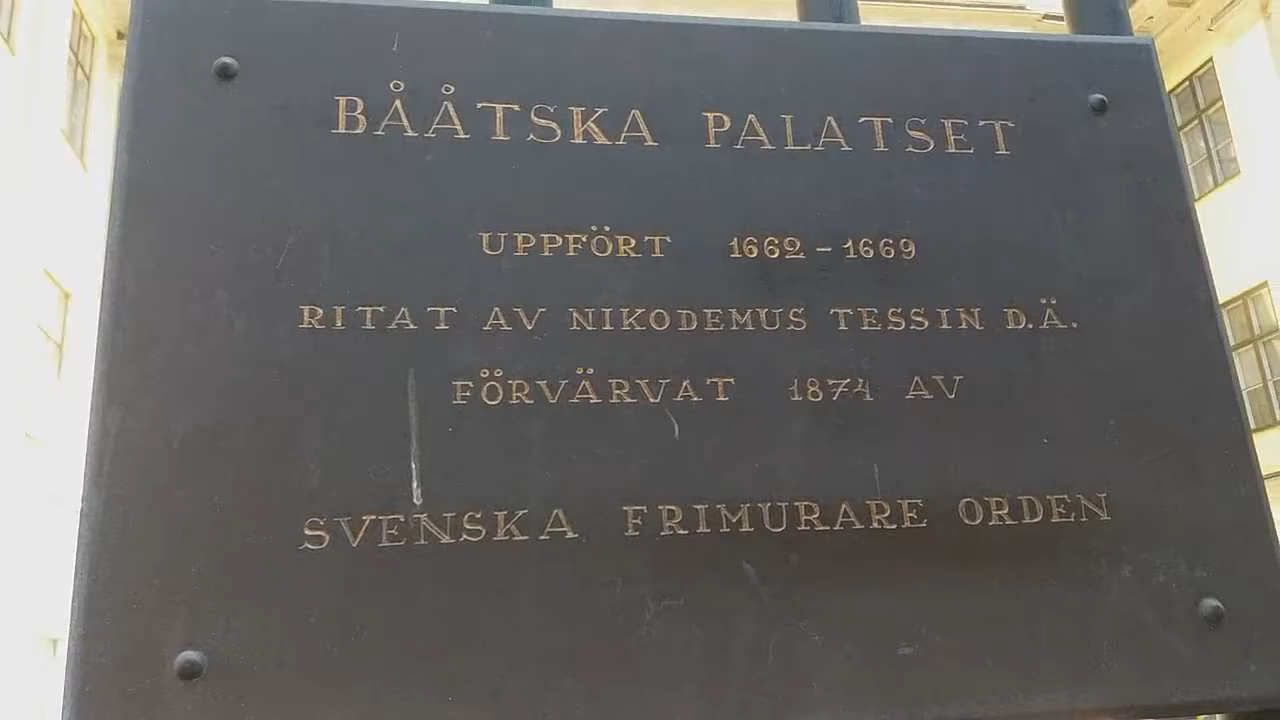 BÅÅTSKA PALATSET
UPPFÖRT 1662-1669
RITAT AV NIKODEMUS TESSIN D.Ä.
FÖRVÄRVAT 1874 AV
SVENSKA FRIMURARE ORDEN